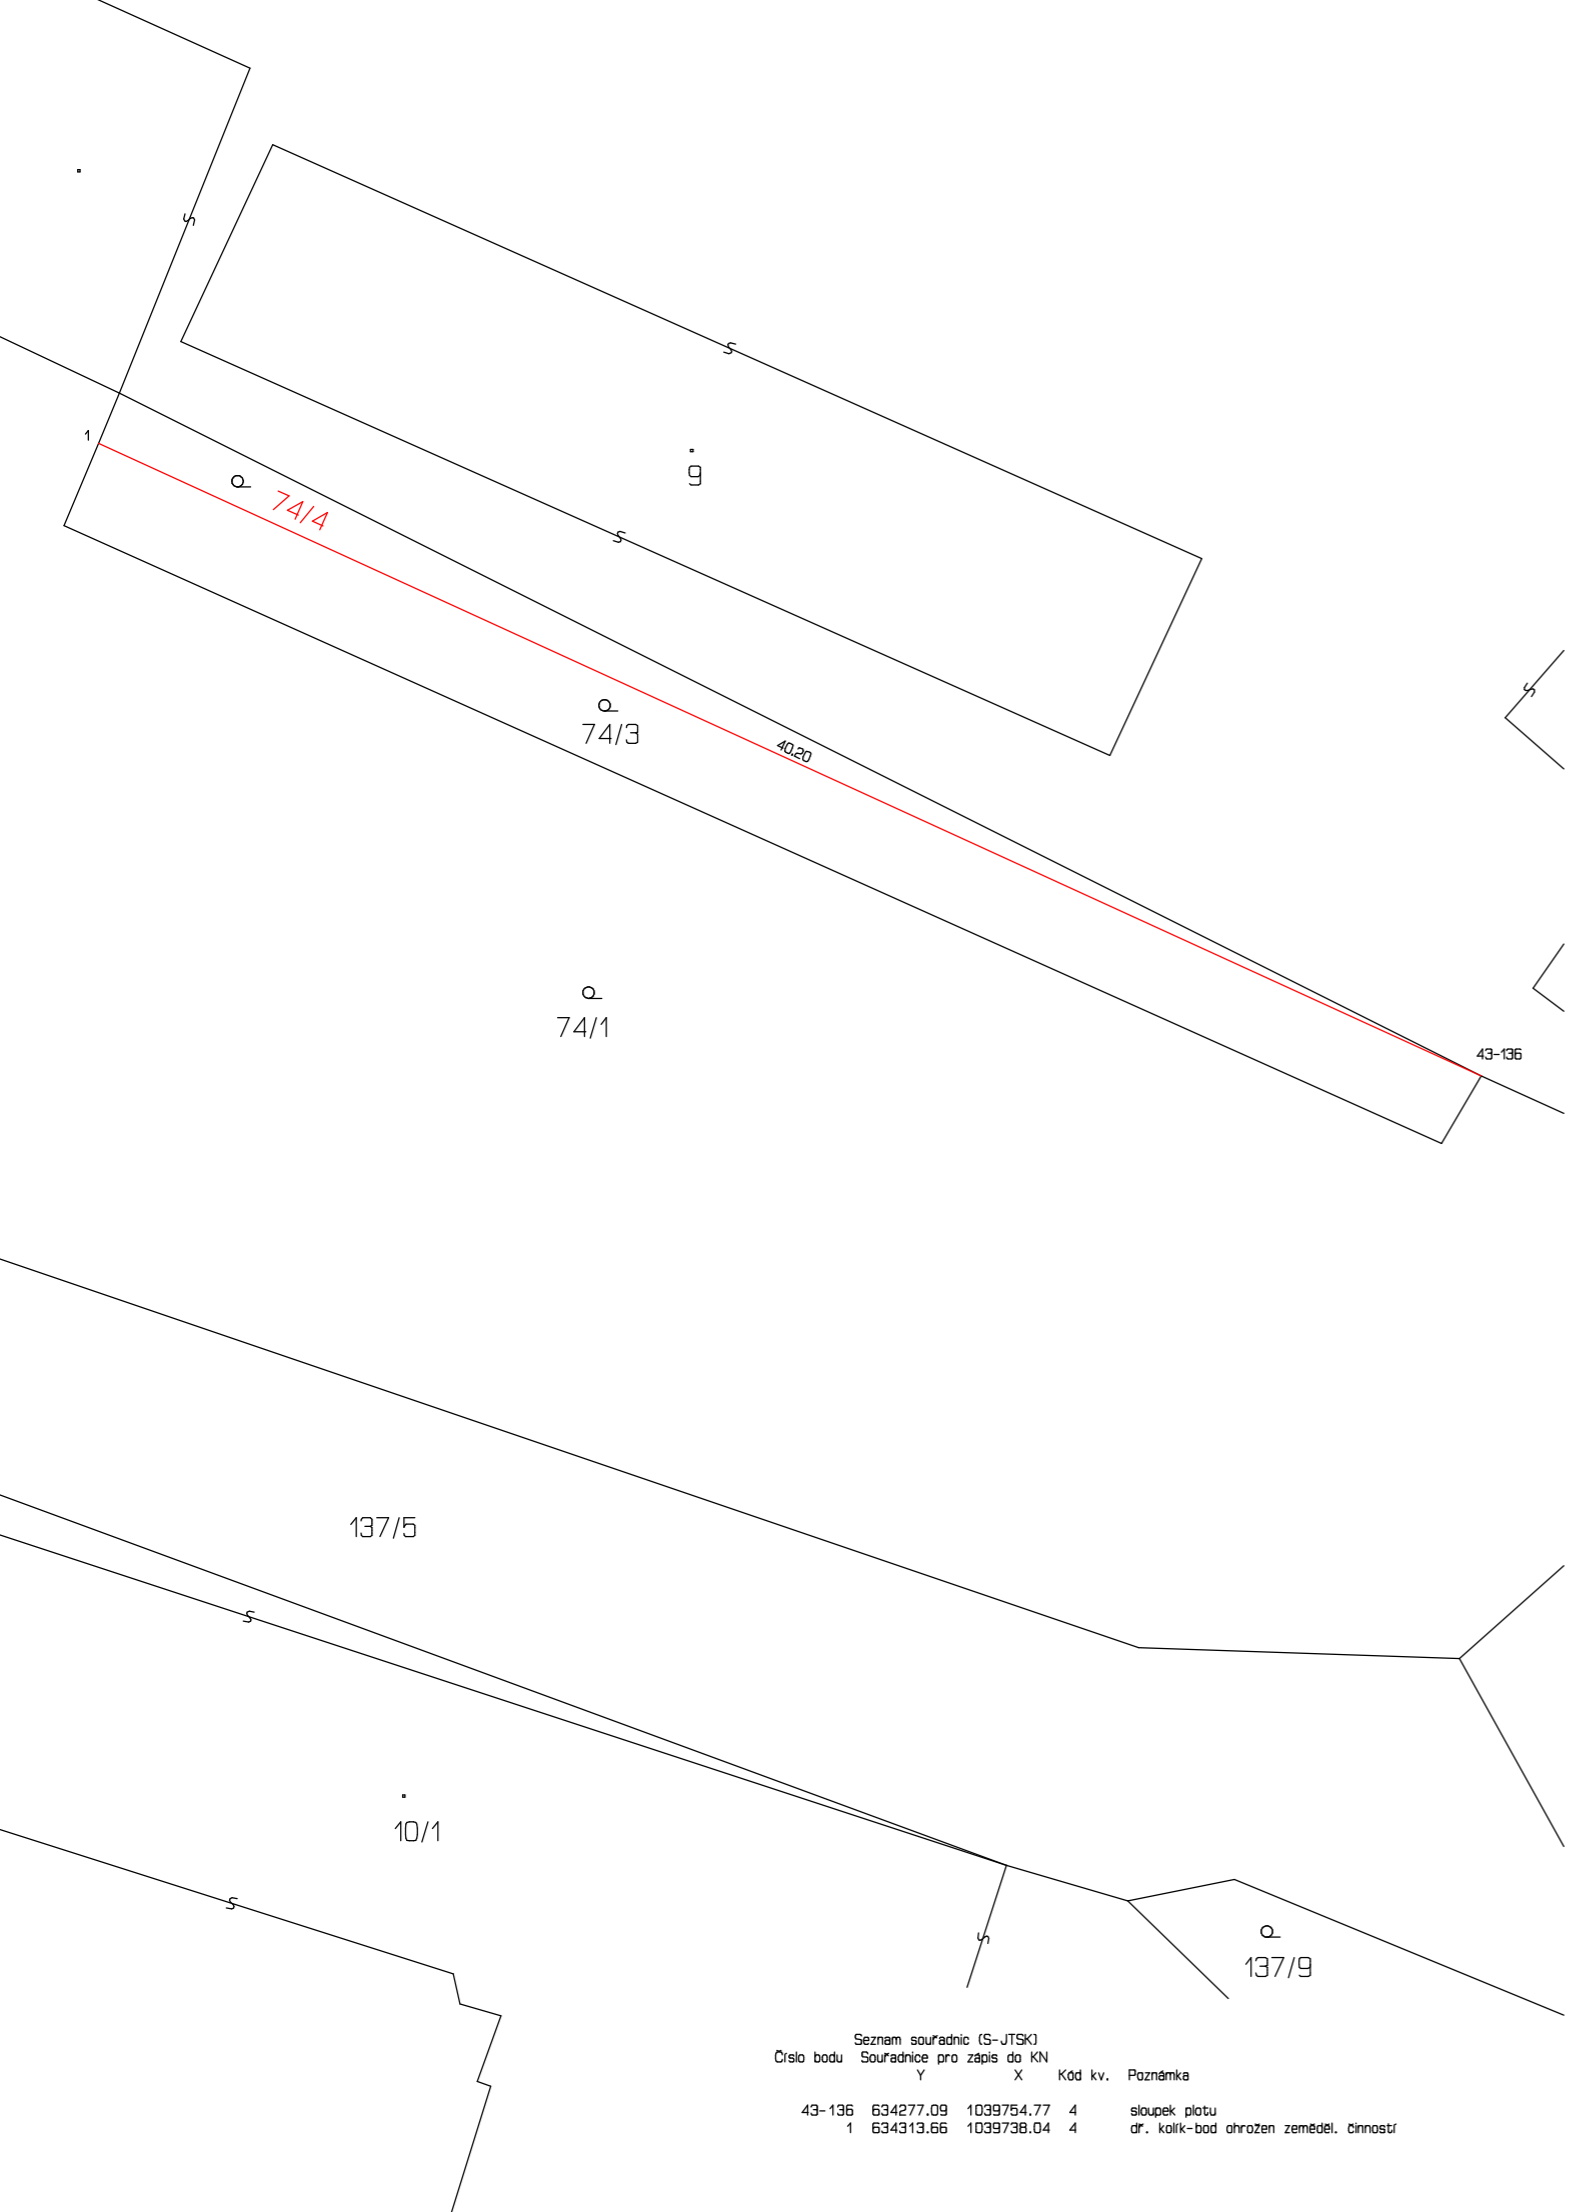 1
9
74/4
74/3
40.20
74/1
43-136
137/5
10/1
137/9
Seznam souřadnic (S-JTSK)
Číslo bodu Souřadnice pro zápis do KN
Y X Kód kv. Poznámka
43-136 634277.09 1039754.77 4 sloupek plotu
1 634313.66 1039738.04 4 dř. kolík-bod ohrožen zeměděl. činností